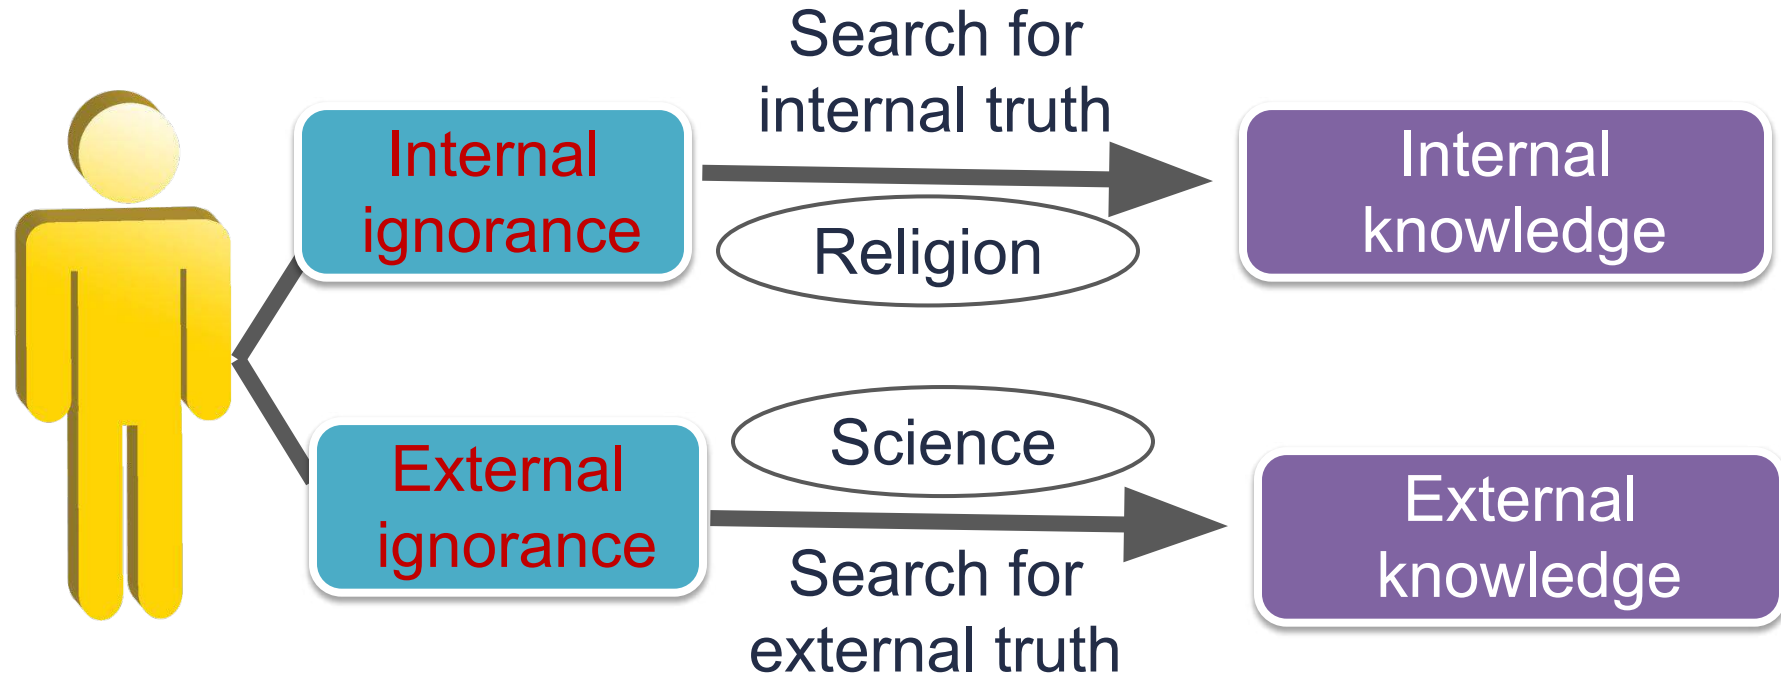 Search for
internal truth
Internal
ignorance
Religion
Internal
knowledge
External
ignorance
Science
Search for
external truth
External
knowledge